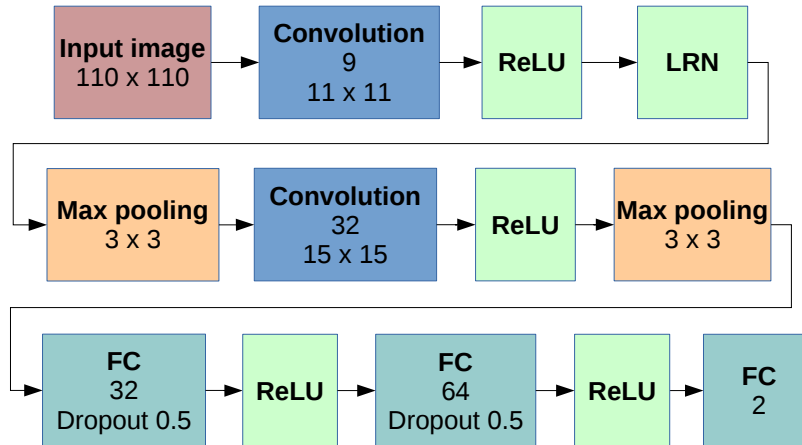 Input image
110 x 110
Convolution
9
11 x 11
ReLU
LRN
Max pooling
3 x 3
Convolution
32
15 x 15
ReLU
Max pooling
3 x 3
FC
32
Dropout 0.5
ReLU
FC
64
Dropout 0.5
ReLU
FC
2